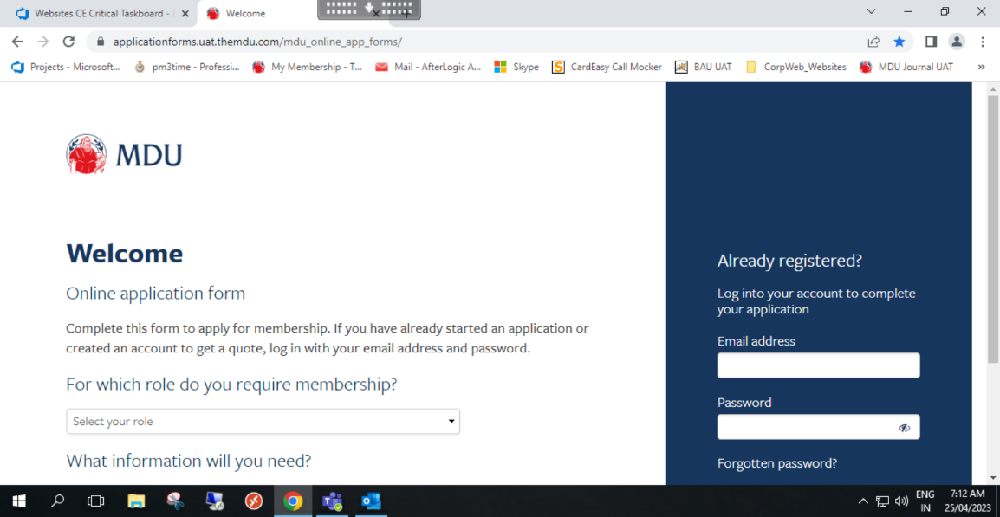 Websites CE Critical Taskboard -
Welcome
applicationforms.uat.themdu.com/mdu_online_app_forms/
Projects - Microsoft...
pm3time - Professi...
My Membership - T...
Mail - AfterLogic A...
Skype
CardEasy Call Mocker
BAU UAT
CorpWeb_Websites
MDU Journal UAT
»
MDU
Welcome
Online application form
Complete this form to apply for membership. If you have already started an application or
created an account to get a quote, log in with your email address and password.
For which role do you require membership?
Select your role
What information will you need?
Already registered?
Log into your account to complete
your application
Email address
Password
Forgotten password?
ENG
IN
7:12 AM
25/04/2023